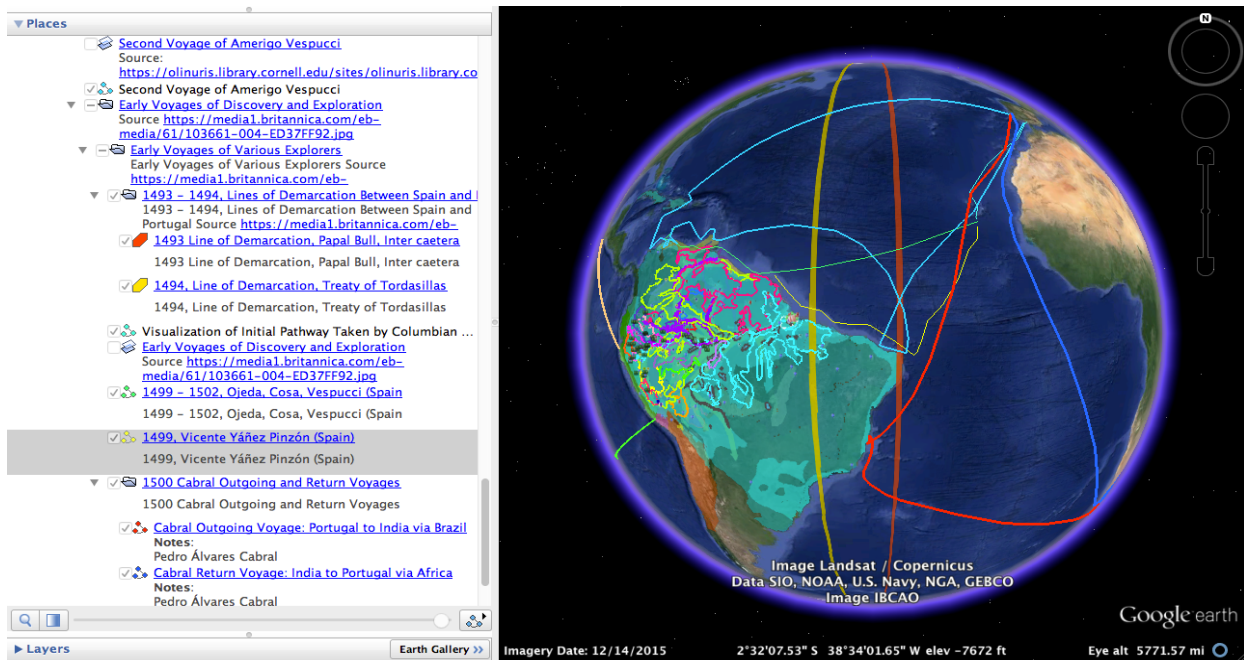 Places
Second Voyage of Amerigo Vespucci
Source:
https://olinuris.library.cornell.edu/sites/olinuris.library.co
Second Voyage of Amerigo Vespucci
Early Voyages of Discovery and Exploration
Source https://media1.britannica.com/eb-
media/61/103661-004-ED37FF92.jpg
Early Voyages of Various Explorers
Early Voyages of Various Explorers Source
https://media1.britannica.com/eb-
1493 – 1494, Lines of Demarcation Between Spain and
1493 – 1494, Lines of Demarcation Between Spain and
Portugal Source https://media1.britannica.com/eb-
1493 Line of Demarcation, Papal Bull, Inter caetera
1493 Line of Demarcation, Papal Bull, Inter caetera
1494, Line of Demarcation, Treaty of Tordasillas
1494, Line of Demarcation, Treaty of Tordasillas
Visualization of Initial Pathway Taken by Columbian ...
Early Voyages of Discovery and Exploration
Source https://media1.britannica.com/eb-
media/61/103661-004-ED37FF92.jpg
1499 – 1502, Ojeda, Cosa, Vespucci (Spain
1499 – 1502, Ojeda, Cosa, Vespucci (Spain
1499, Vicente Yáñez Pinzón (Spain)
1499, Vicente Yáñez Pinzón (Spain)
1500 Cabral Outgoing and Return Voyages
1500 Cabral Outgoing and Return Voyages
Cabral Outgoing Voyage: Portugal to India via Brazil
Notes:
Pedro Álvares Cabral
Cabral Return Voyage: India to Portugal via Africa
Notes:
Pedro Álvares Cabral
Layers
Earth Gallery >>
N
Image Landsat / Copernicus
Data SIO, NOAA, U.S. Navy, NGA, GEBCO
Image IBCAO
Google earth
Imagery Date: 12/14/2015 2°32'07.53" S 38°34'01.65" W elev -7672 ft Eye alt 5771.57 mi